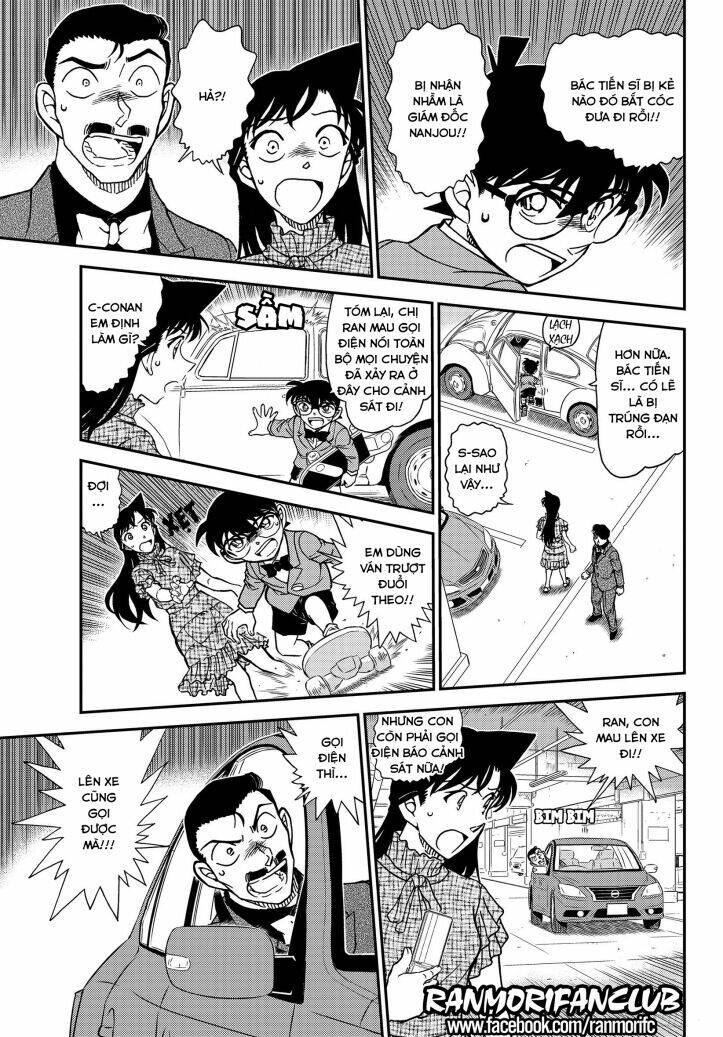 BÁC TIẾN
SĨ BỊ KẺ
NÀO ĐÓ BẮT CÓC
ĐƯA ĐI RỒI!!
BỊ NHẬN
NHẦM LÀ
GIÁM ĐỐC
NANJOU!!
HẢ?!
LẠCH
XẠCH
HƠN NỮA.
BÁC TIẾN
SĨ... CÓ LẼ
LÀ BỊ
TRÚNG ĐẠN
RỒI...
S-SAO
LẠI NHƯ
VẬY...
TÓM LẠI, CHỊ
RAN MAU GỌI
ĐIỆN NÓI TOÀN
BỘ MỌI CHUYỆN
ĐÃ XẢY RA Ở
ĐÂY CHO CẢNH
SÁT ĐI!
SẦM
C-CONAN
EM ĐỊNH
LÀM GÌ?
EM DÙNG
VÁN TRƯỢT
ĐUỔI
THEO!!
XẸT
ĐỢI
...
RAN, CON
MAU LÊN XE
ĐI!!
BIM BIM
NHƯNG CON
CÒN PHẢI GỌI
ĐIỆN BÁO CẢNH
SÁT NỮA!
GỌI
ĐIỆN
THÌ...
LÊN XE
CŨNG
GỌI
ĐƯỢC
MÀ!!!
RANMORIFANCLUB
www.facebook.com/ranmorifc